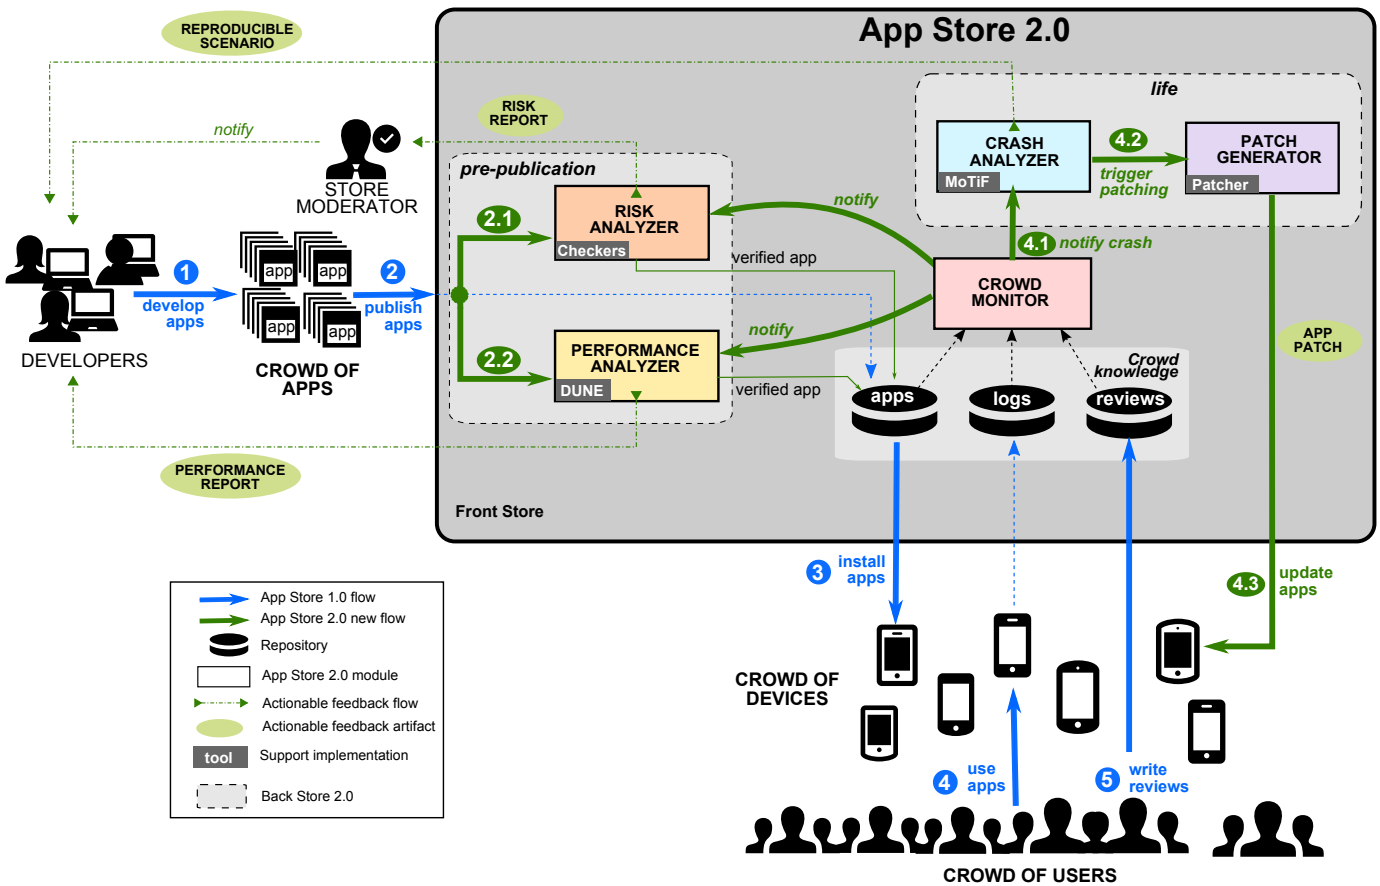 App Store 2.0
REPRODUCIBLE
SCENARIO
life
RISK
REPORT
notify
CRASH
ANALYZER
MoTiF
4.2
trigger
patching
PATCH
GENERATOR
Patcher
pre-publication
STORE
MODERATOR
RISK
ANALYZER
Checkers
2.1
notify
4.1
notify crash
verified app
CROWD
MONITOR
1
develop
apps
app
app
app
app
2
publish
apps
DEVELOPERS
CROWD OF
APPS
2.2
PERFORMANCE
ANALYZER
DUNE
notify
verified app
Crowd
knowledge
apps
logs
reviews
APP
PATCH
PERFORMANCE
REPORT
Front Store
3
install
apps
4.3
update
apps
App Store 1.0 flow
App Store 2.0 new flow
Repository
App Store 2.0 module
Actionable feedback flow
Actionable feedback artifact
tool
Support implementation
Back Store 2.0
CROWD OF
DEVICES
4
use
apps
5
write
reviews
CROWD OF USERS